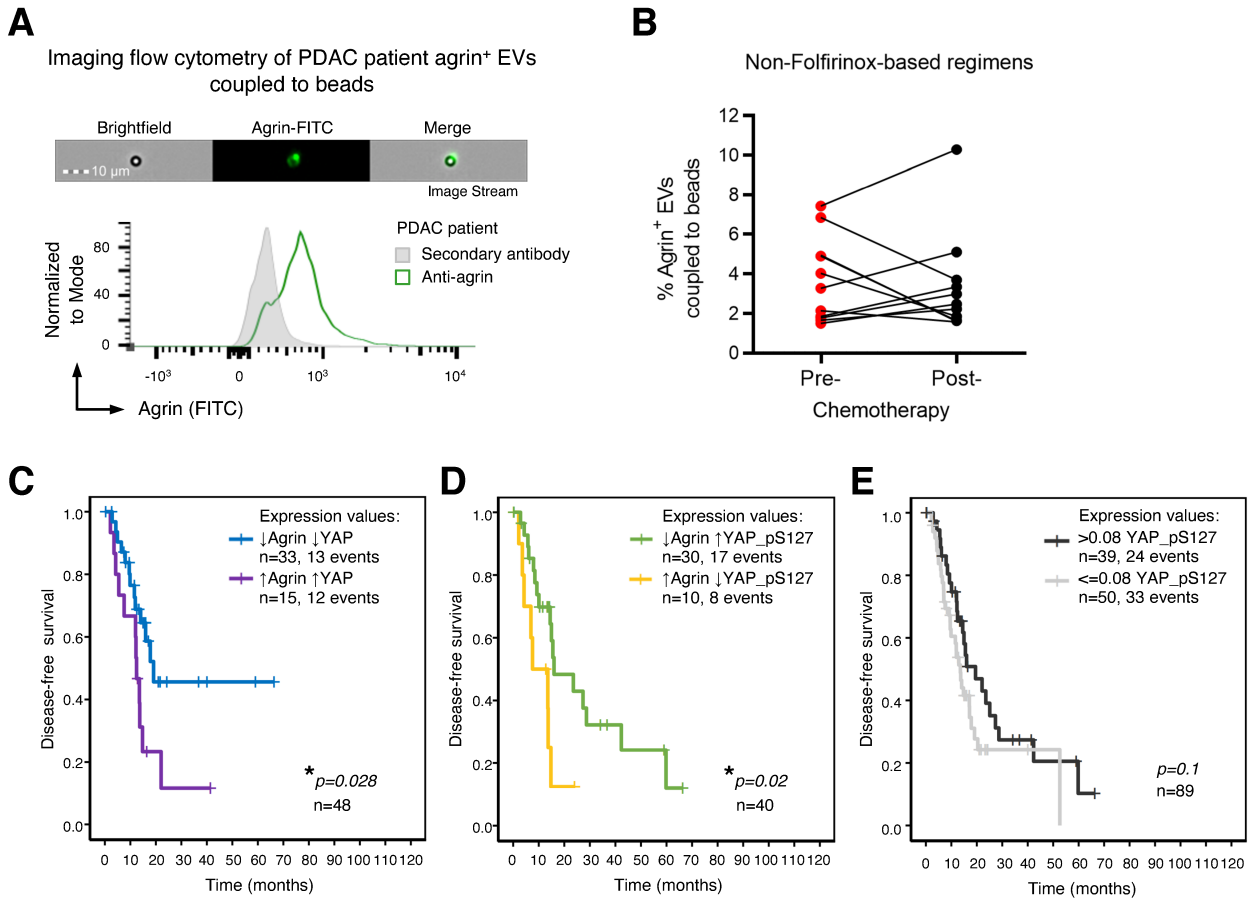 A
Imaging flow cytometry of PDAC patient agrin⁺ EVs
coupled to beads
Brightfield
Agrin-FITC
Merge
10 µm
Image Stream
Normalized
to Mode
80
40
0
-10³
0
10³
10⁴
Agrin (FITC)
PDAC patient
Secondary antibody
Anti-agrin
B
Non-Folfirinox-based regimens
% Agrin⁺ EVs
coupled to beads
12
10
8
6
4
2
0
Pre-
Post-
Chemotherapy
C
Disease-free survival
1.0
0.8
0.6
0.4
0.2
0.0
Expression values:
↓Agrin ↓YAP
n=33, 13 events
↑Agrin ↑YAP
n=15, 12 events
*p=0.028
n=48
0 10 20 30 40 50 60 70 80 90 100 110 120
Time (months)
D
Disease-free survival
1.0
0.8
0.6
0.4
0.2
0.0
Expression values:
↓Agrin ↑YAP_pS127
n=30, 17 events
↑Agrin ↓YAP_pS127
n=10, 8 events
*p=0.02
n=40
0 10 20 30 40 50 60 70 80 90 100 110 120
Time (months)
E
Disease-free survival
1.0
0.8
0.6
0.4
0.2
0.0
Expression values:
>0.08 YAP_pS127
n=39, 24 events
<=0.08 YAP_pS127
n=50, 33 events
p=0.1
n=89
0 10 20 30 40 50 60 70 80 90 100 110 120
Time (months)